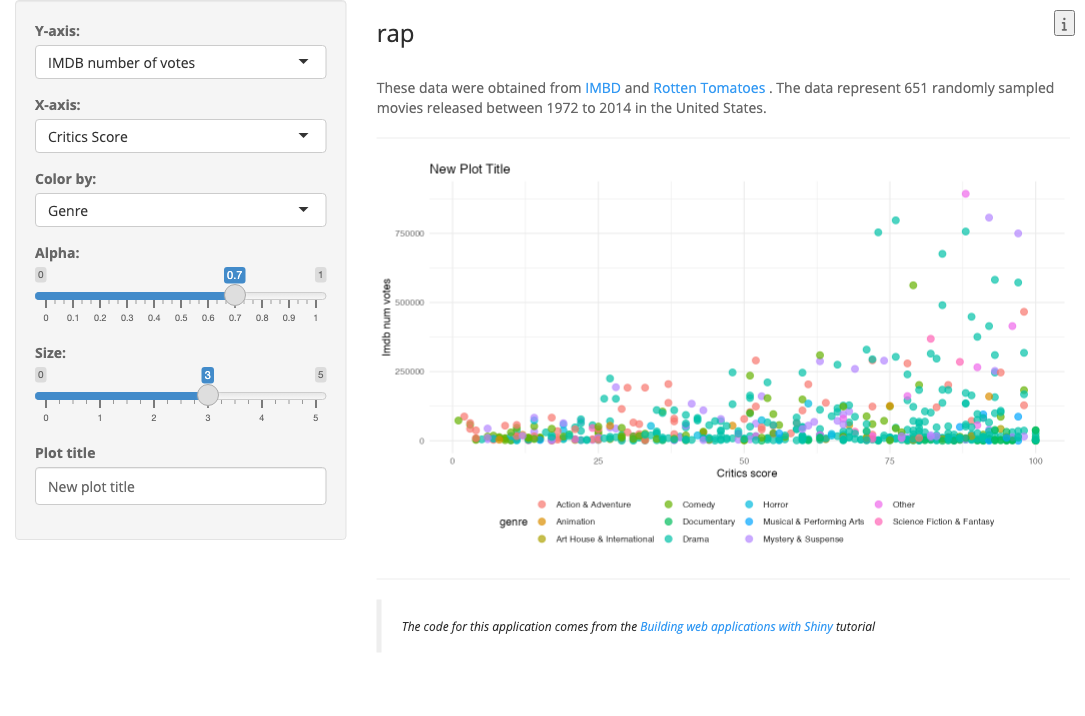 Y-axis:
IMDB number of votes
X-axis:
Critics Score
Color by:
Genre
Alpha:
0 0.7 1
0 0.1 0.2 0.3 0.4 0.5 0.6 0.7 0.8 0.9 1
Size:
0 3 5
0 1 2 3 4 5
Plot title
New plot title
rap
i
These data were obtained from IMBD and Rotten Tomatoes . The data represent 651 randomly sampled
movies released between 1972 to 2014 in the United States.
New Plot Title
Imdb num votes
750000
500000
250000
0
0 25 50 75 100
Critics score
genre
Action & Adventure Comedy Horror Other
Animation Documentary Musical & Performing Arts Science Fiction & Fantasy
Art House & International Drama Mystery & Suspense
The code for this application comes from the Building web applications with Shiny tutorial